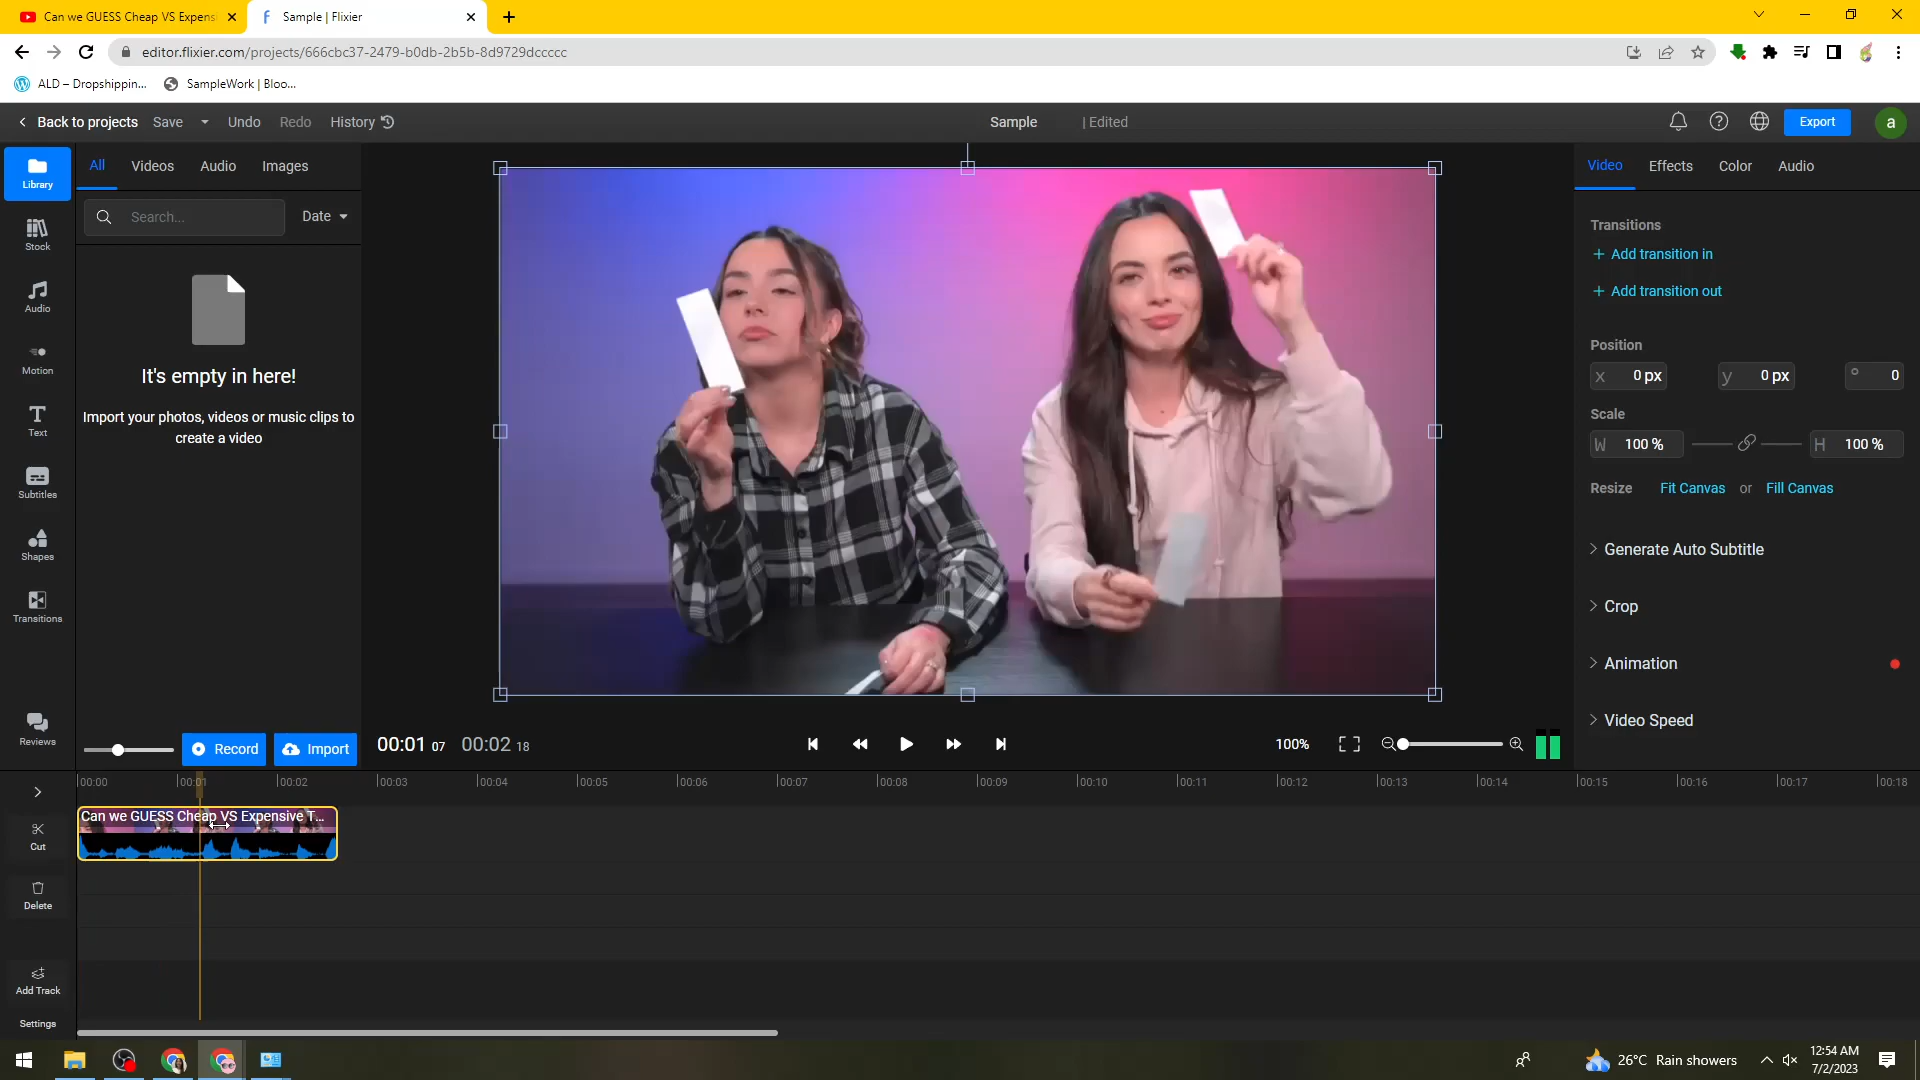 Can we GUESS Cheap VS Expens
Sample | Flixier
editor.flixier.com/projects/666cbc37-2479-b0db-2b5b-8d9729dccccc
ALD – Dropshippin...
SampleWork | Bloo...
Back to projects
Save
Undo
Redo
History
Sample
| Edited
Export
a
Library
All
Videos
Audio
Images
Video
Effects
Color
Audio
Search...
Date
Stock
Transitions
+ Add transition in
+ Add transition out
Audio
Motion
It's empty in here!
Import your photos, videos or music clips to
create a video
Position
x 0 px
y 0 px
° 0
Scale
W 100 %
H 100 %
Text
Resize
Fit Canvas
or
Fill Canvas
Subtitles
Generate Auto Subtitle
Shapes
Crop
Transitions
Animation
Video Speed
Reviews
Record
Import
00:01 07
00:02 18
100%
00:00
00:01
00:02
00:03
00:04
00:05
00:06
00:07
00:08
00:09
00:10
00:11
00:12
00:13
00:14
00:15
00:16
00:17
00:18
Can we GUESS Cheap VS Expensive T...
Cut
Delete
Add Track
Settings
26°C Rain showers
12:54 AM
7/2/2023